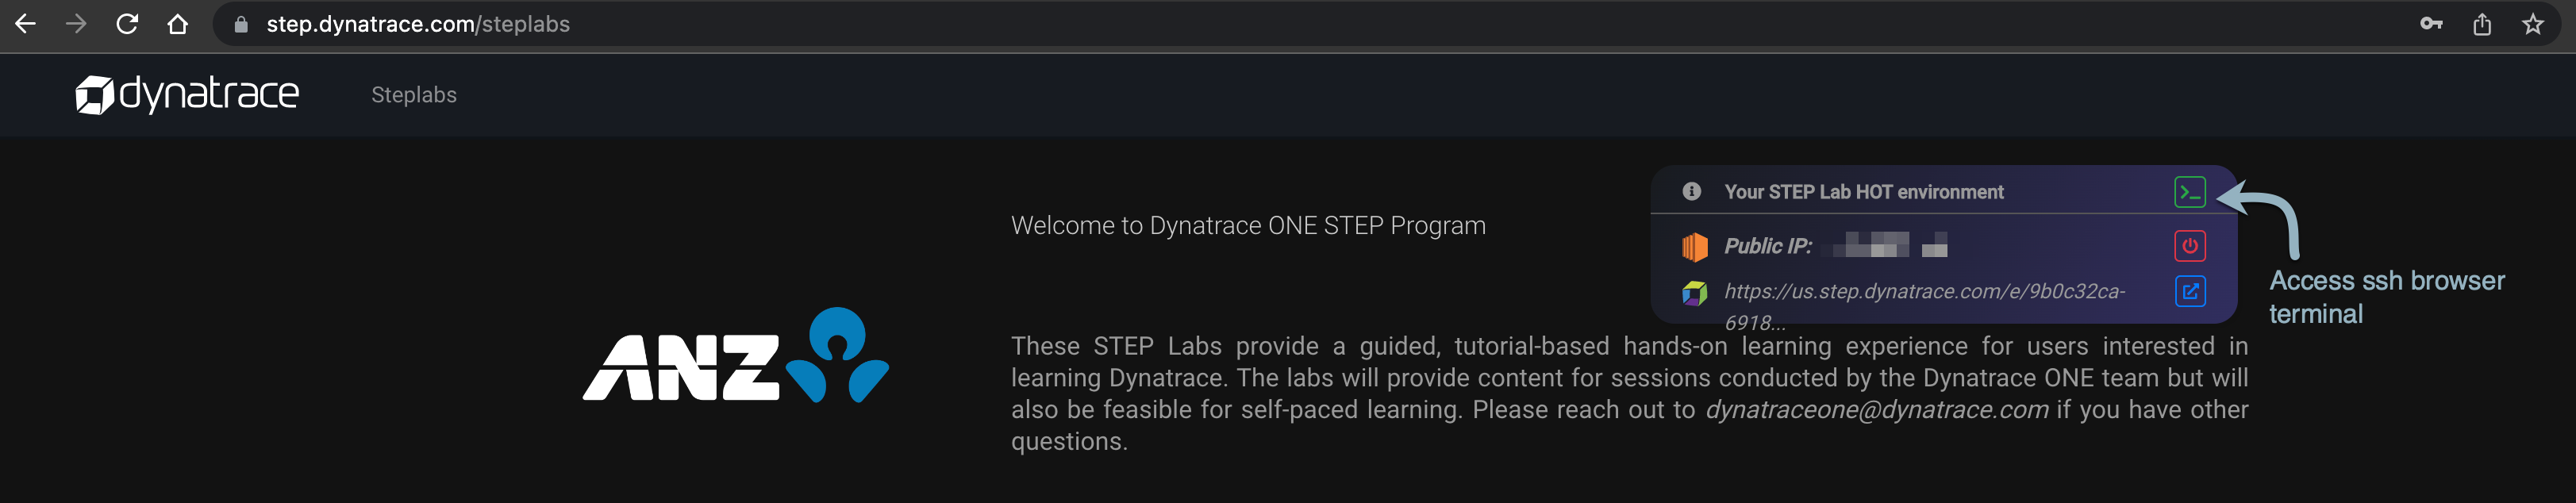 step.dynatrace.com/steplabs
dynatrace
Steplabs
Your STEP Lab HOT environment
Welcome to Dynatrace ONE STEP Program
Public IP:
https://us.step.dynatrace.com/e/9b0c32ca-
6918...
Access ssh browser
terminal
ANZ
These STEP Labs provide a guided, tutorial-based hands-on learning experience for users interested in
learning Dynatrace. The labs will provide content for sessions conducted by the Dynatrace ONE team but will
also be feasible for self-paced learning. Please reach out to dynatraceone@dynatrace.com if you have other
questions.